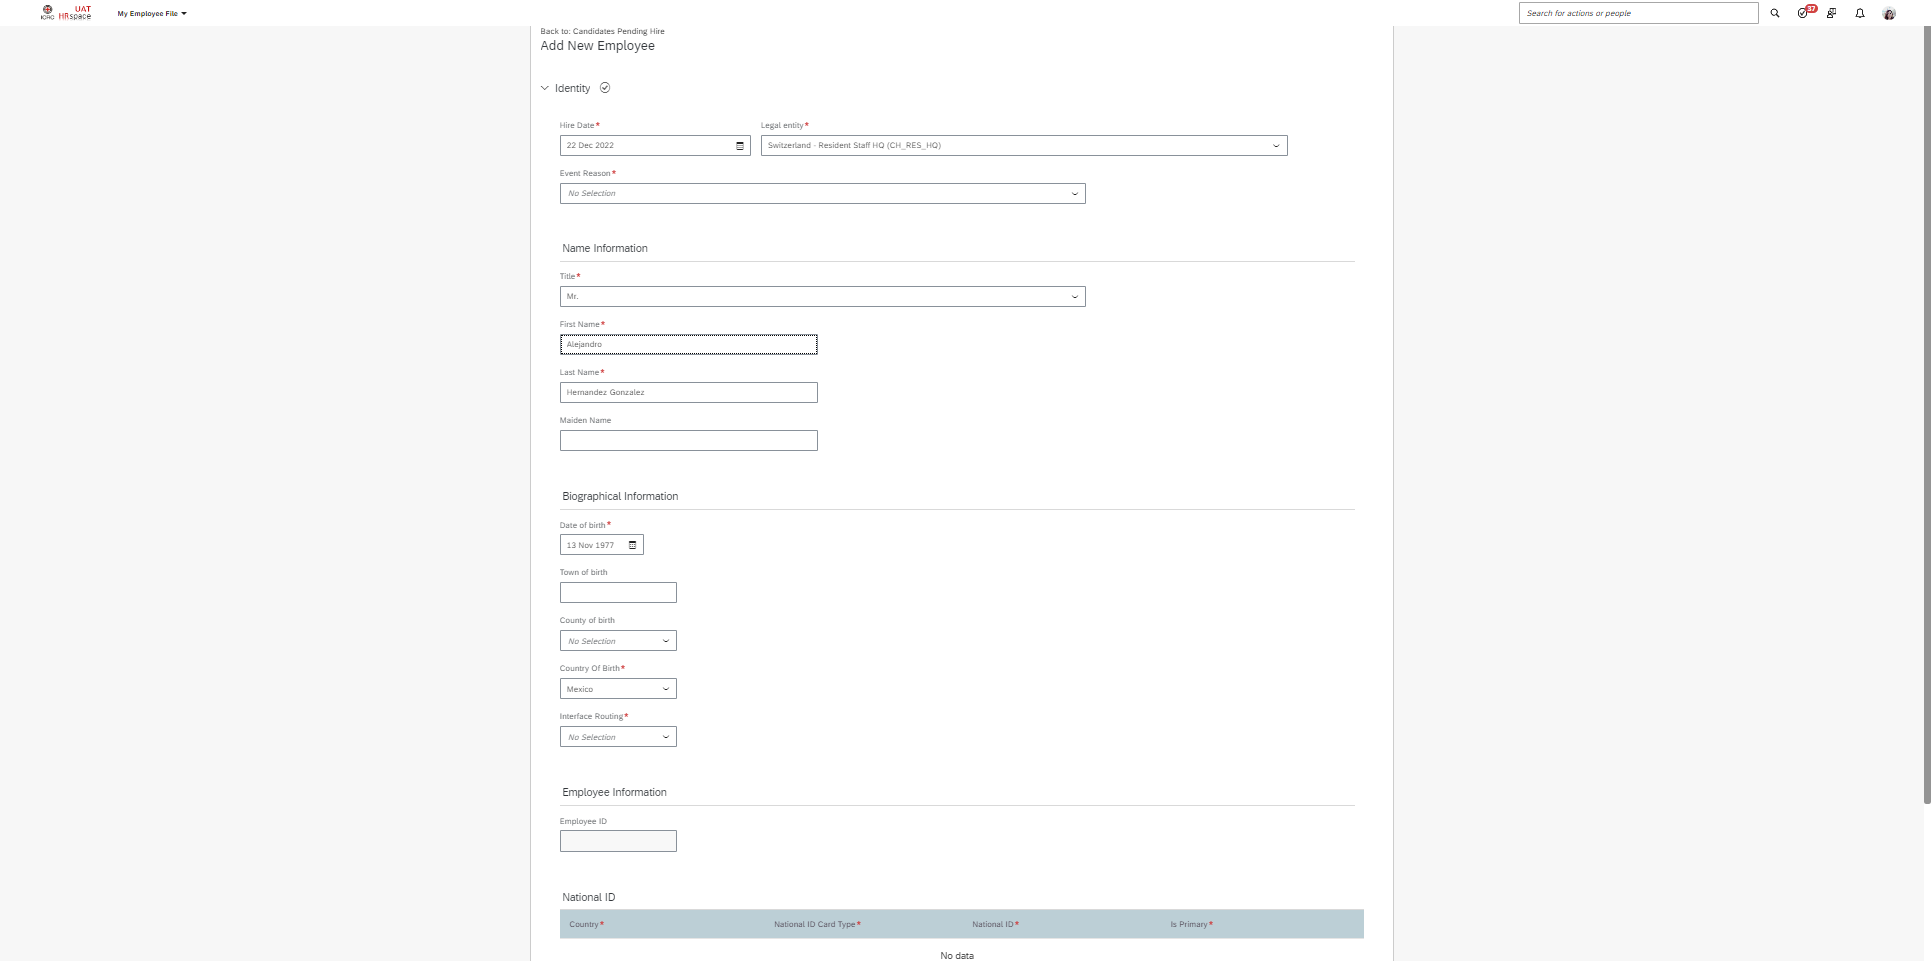 UAT
ICRC HRspace
My Employee File
Search for actions or people
37
Back to: Candidates Pending Hire
Add New Employee
Identity
Hire Date* Legal entity*
22 Dec 2022 Switzerland - Resident Staff HQ (CH_RES_HQ)
Event Reason*
No Selection
Name Information
Title*
Mr.
First Name*
Alejandro
Last Name*
Hernandez Gonzalez
Maiden Name
Biographical Information
Date of birth*
13 Nov 1977
Town of birth
County of birth
No Selection
Country Of Birth*
Mexico
Interface Routing*
No Selection
Employee Information
Employee ID
National ID
Country* National ID Card Type* National ID* Is Primary*
No data